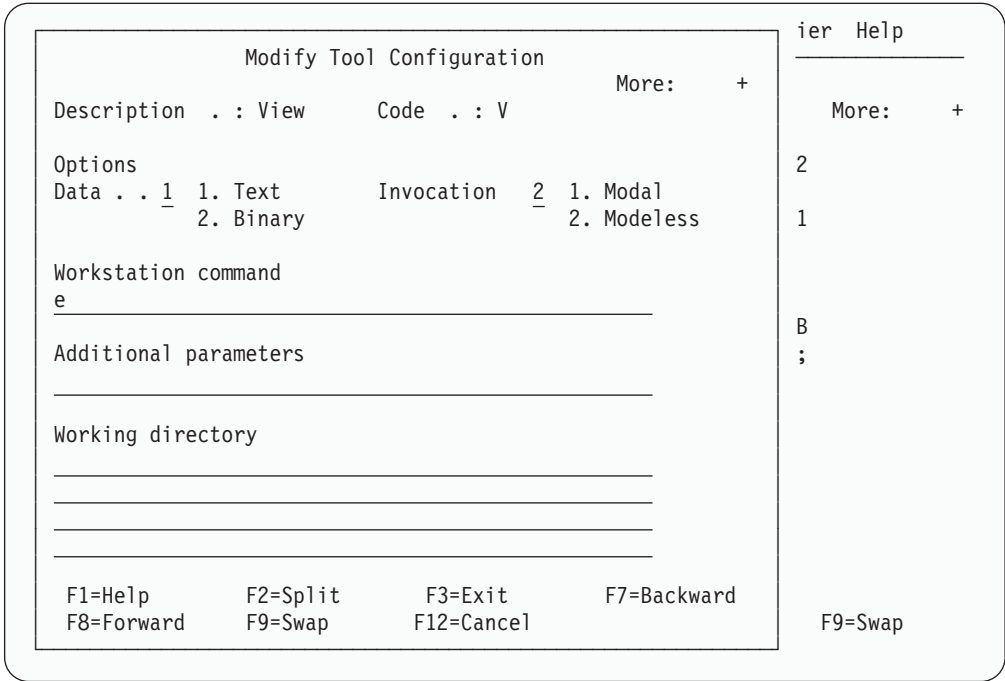 ier  Help
Modify Tool Configuration
More:      +
Description  . : View     Code  . : V
More:      +
Options
2
Data . . 1  1. Text     Invocation  2  1. Modal
2. Binary     2. Modeless
1
Workstation command
e
B
Additional parameters
;
Working directory
F1=Help     F2=Split     F3=Exit     F7=Backward
F8=Forward     F9=Swap     F12=Cancel
F9=Swap